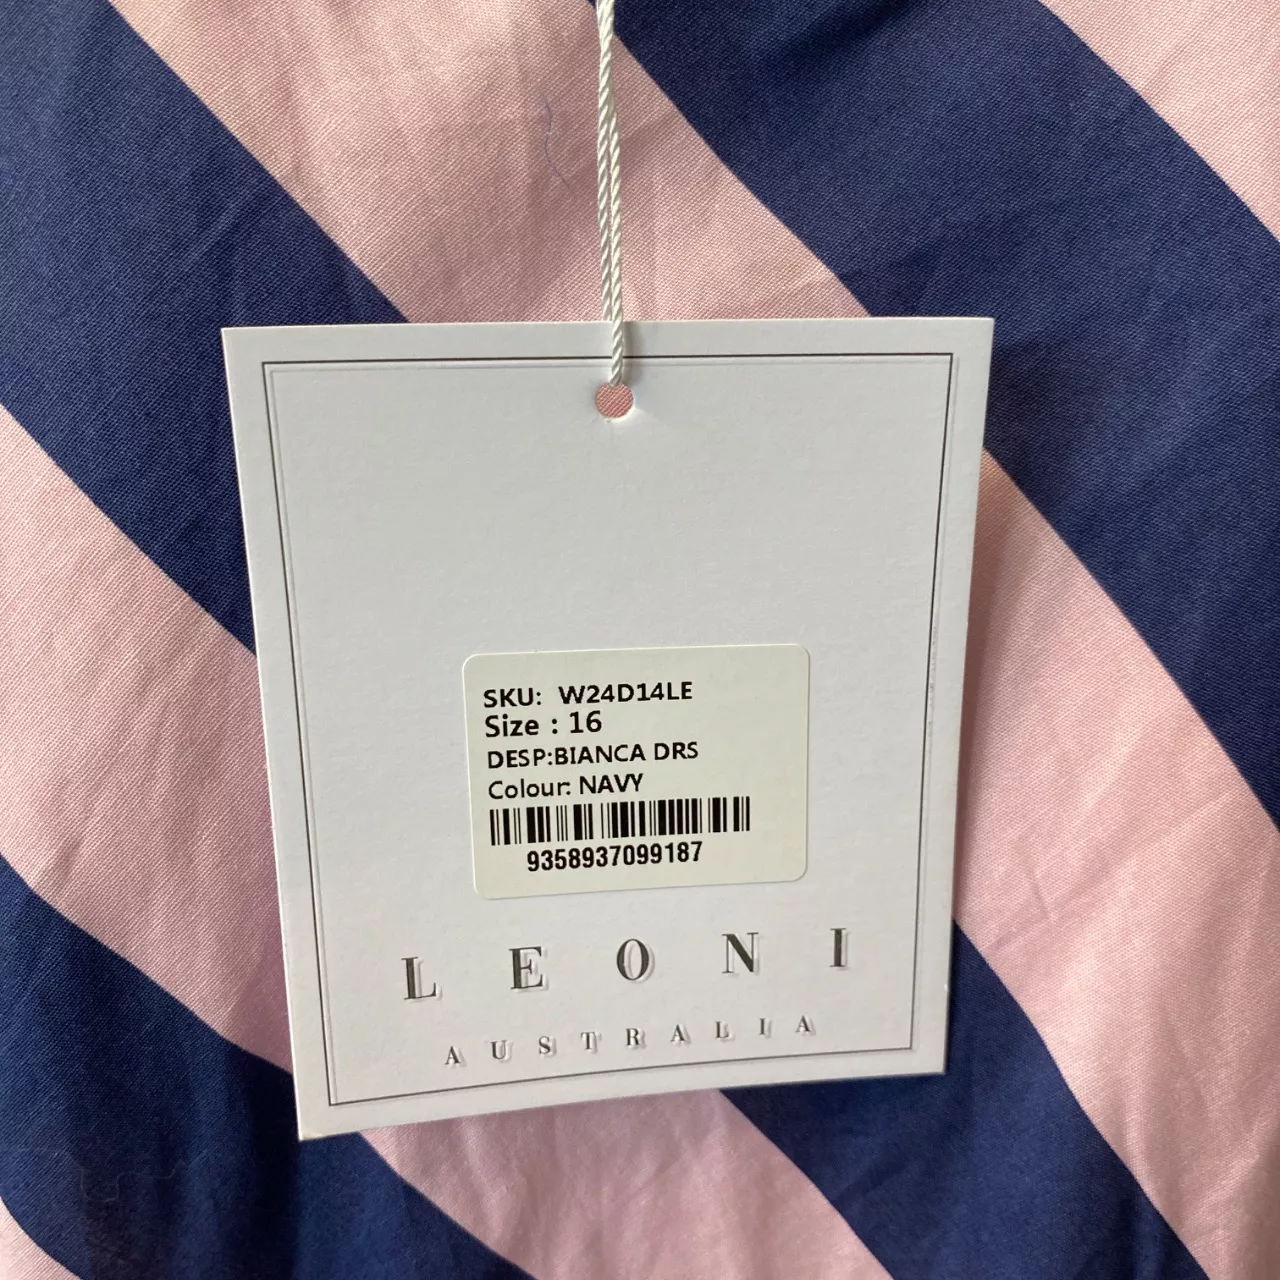 SKU: W24D14LE
Size : 16
DESP:BIANCA DRS
Colour: NAVY
9358937099187
LEONI
AUSTRALIA